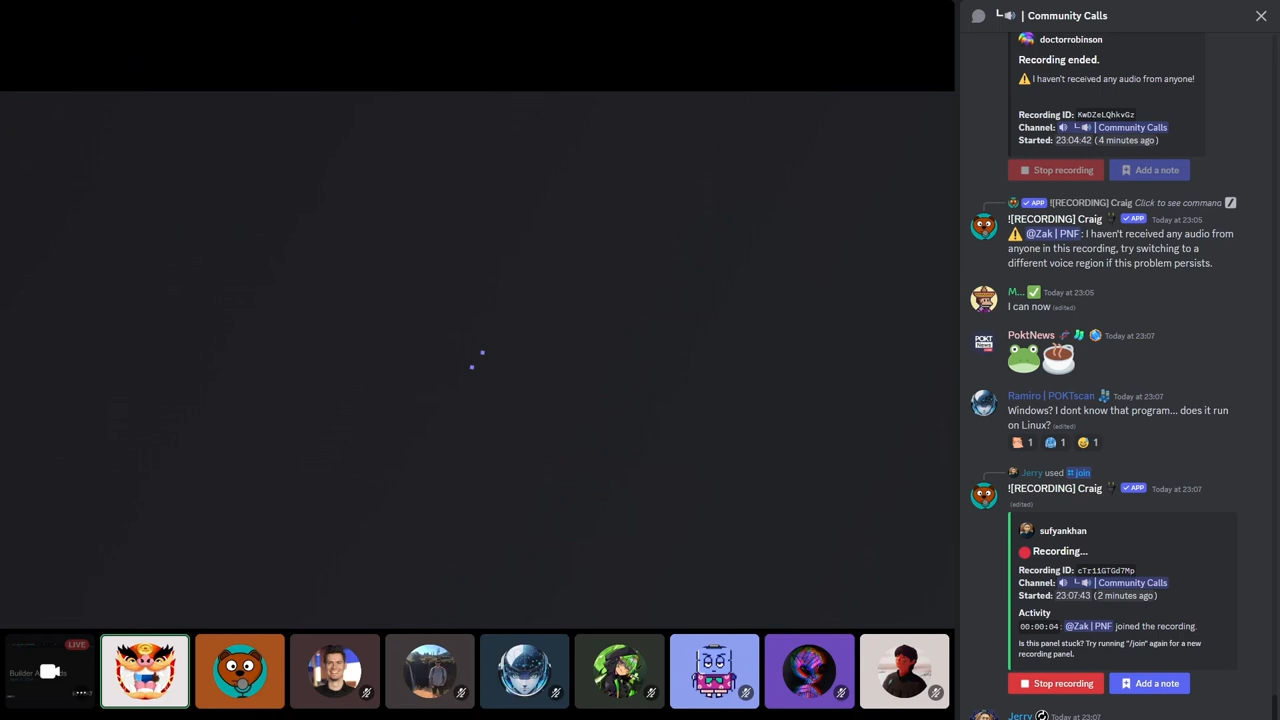 | Community Calls
doctorrobinson
Recording ended.
I haven't received any audio from anyone!
Recording ID: KwDZeLQhkvGz
Channel: | Community Calls
Started: 23:04:42 ( 4 minutes ago )
Stop recording
Add a note
APP ![RECORDING] Craig Click to see comman
![RECORDING] Craig APP Today at 23:05
@Zak | PNF : I haven't received any audio from
anyone in this recording, try switching to a
different voice region if this problem persists.
M... Today at 23:05
I can now (edited)
PoktNews Today at 23:07
Ramiro | POKTscan Today at 23:07
Windows? I dont know that program... does it run
on Linux? (edited)
1 1 1
Jerry used join
![RECORDING] Craig APP Today at 23:07
(edited)
sufyankhan
Recording...
Recording ID: cTr11GTGd7Mp
Channel: | Community Calls
Started: 23:07:43 ( 2 minutes ago )
Activity
00:00:04: @Zak | PNF joined the recording.
Is this panel stuck? Try running "/join" again for a new
recording panel.
Stop recording
Add a note
Jerry Today at 23:07
LIVE
POKT
News